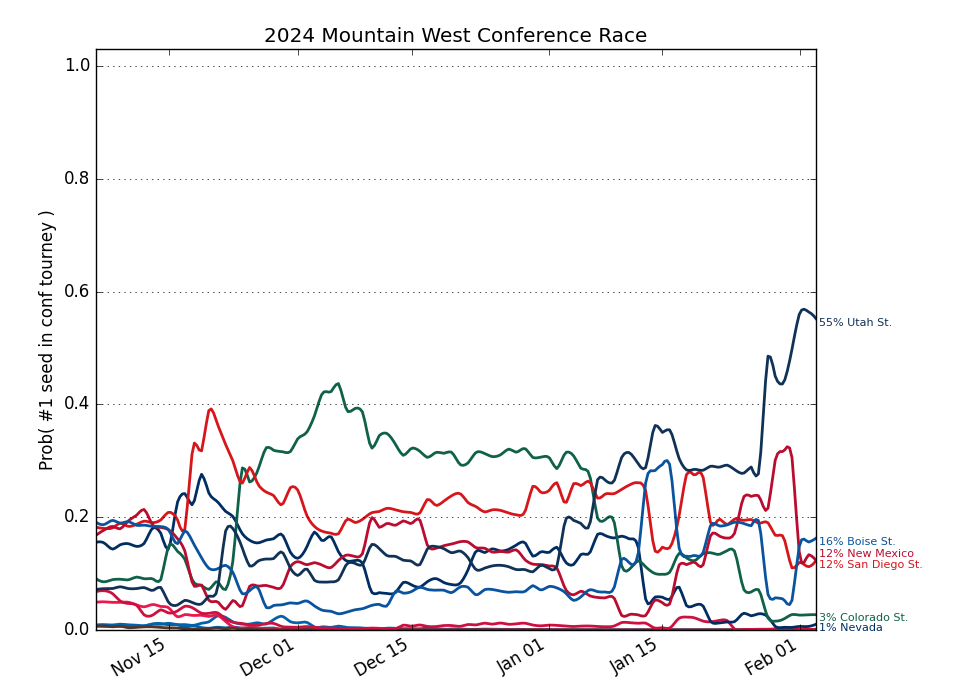 2024 Mountain West Conference Race
Prob( #1 seed in conf tourney )
1.0
0.8
0.6
0.4
0.2
0.0
55% Utah St.
16% Boise St.
12% New Mexico
12% San Diego St.
3% Colorado St.
1% Nevada
Nov 15
Dec 01
Dec 15
Jan 01
Jan 15
Feb 01